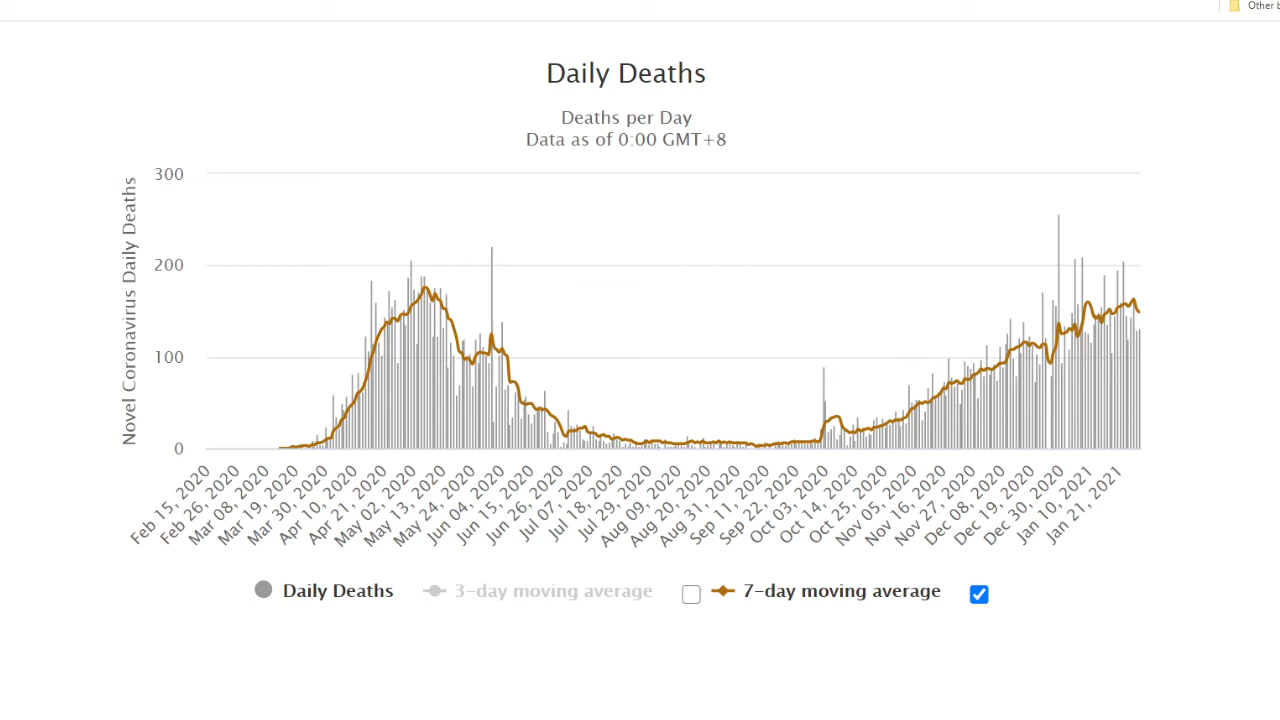 Other b
Daily Deaths
Deaths per Day
Data as of 0:00 GMT+8
Novel Coronavirus Daily Deaths
300
200
100
0
Feb 15, 2020
Feb 26, 2020
Mar 08, 2020
Mar 19, 2020
Mar 30, 2020
Apr 10, 2020
Apr 21, 2020
May 02, 2020
May 13, 2020
May 24, 2020
Jun 04, 2020
Jun 15, 2020
Jun 26, 2020
Jul 07, 2020
Jul 18, 2020
Jul 29, 2020
Aug 09, 2020
Aug 20, 2020
Aug 31, 2020
Sep 11, 2020
Sep 22, 2020
Oct 03, 2020
Oct 14, 2020
Oct 25, 2020
Nov 05, 2020
Nov 16, 2020
Nov 27, 2020
Dec 08, 2020
Dec 19, 2020
Dec 30, 2020
Jan 10, 2021
Jan 21, 2021
Daily Deaths
3-day moving average
7-day moving average